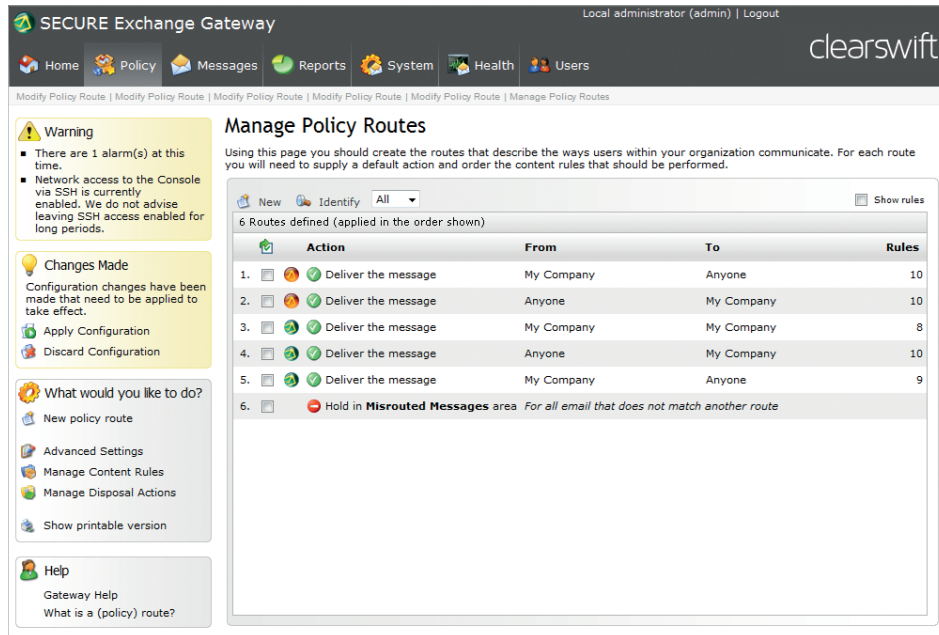 SECURE Exchange Gateway
Local administrator (admin) | Logout
clearswift
Home Policy Messages Reports System Health Users
Modify Policy Route | Modify Policy Route | Modify Policy Route | Modify Policy Route | Modify Policy Route | Manage Policy Routes
Warning
There are 1 alarm(s) at this
time.
Network access to the Console
via SSH is currently
enabled. We do not advise
leaving SSH access enabled for
long periods.
Changes Made
Configuration changes have been
made that need to be applied to
take effect.
Apply Configuration
Discard Configuration
What would you like to do?
New policy route
Advanced Settings
Manage Content Rules
Manage Disposal Actions
Show printable version
Help
Gateway Help
What is a (policy) route?
Manage Policy Routes
Using this page you should create the routes that describe the ways users within your organization communicate. For each route
you will need to supply a default action and order the content rules that should be performed.
New Identify All Show rules
6 Routes defined (applied in the order shown)
Action From To Rules
1. Deliver the message My Company Anyone 10
2. Deliver the message Anyone My Company 10
3. Deliver the message My Company My Company 8
4. Deliver the message Anyone My Company 10
5. Deliver the message My Company Anyone 9
6. Hold in Misrouted Messages area For all email that does not match another route